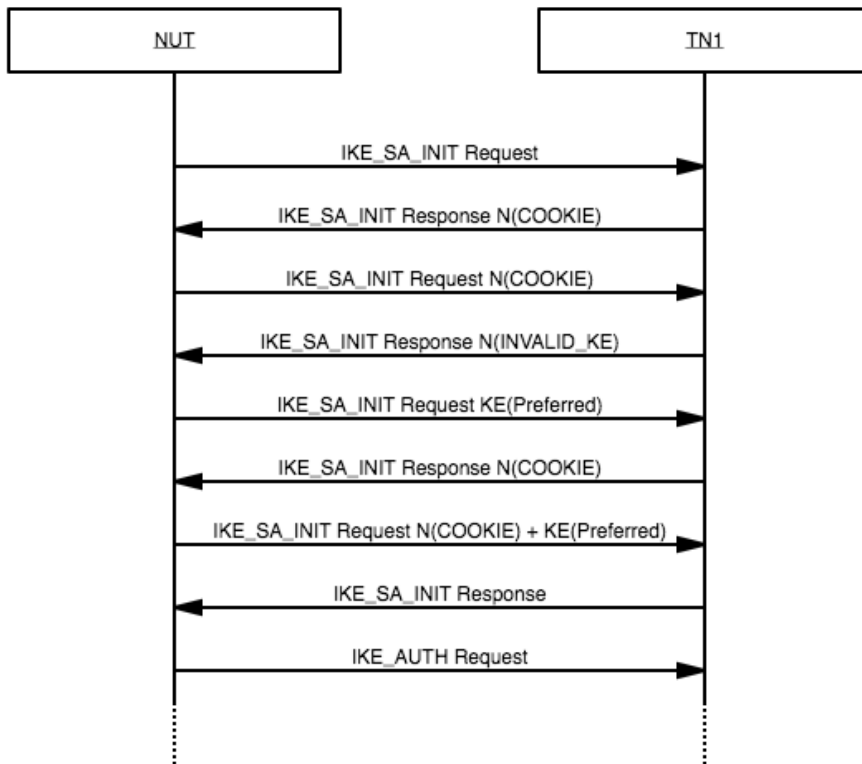 NUT
TN1
IKE_SA_INIT Request
IKE_SA_INIT Response N(COOKIE)
IKE_SA_INIT Request N(COOKIE)
IKE_SA_INIT Response N(INVALID_KE)
IKE_SA_INIT Request KE(Preferred)
IKE_SA_INIT Response N(COOKIE)
IKE_SA_INIT Request N(COOKIE) + KE(Preferred)
IKE_SA_INIT Response
IKE_AUTH Request